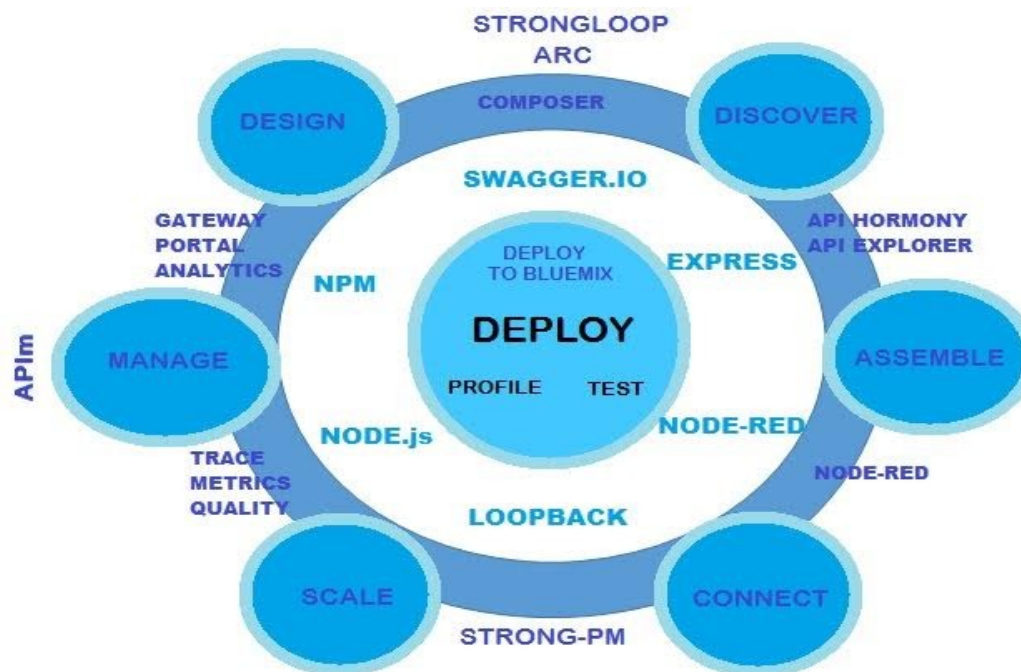 STRONGLOOP
ARC
COMPOSER
DESIGN
DISCOVER
SWAGGER.IO
GATEWAY
PORTAL
ANALYTICS
API HORMONY
API EXPLORER
NPM
EXPRESS
DEPLOY
TO BLUEMIX
DEPLOY
PROFILE
TEST
APIm
MANAGE
ASSEMBLE
NODE.js
NODE-RED
TRACE
METRICS
QUALITY
NODE-RED
LOOPBACK
SCALE
CONNECT
STRONG-PM